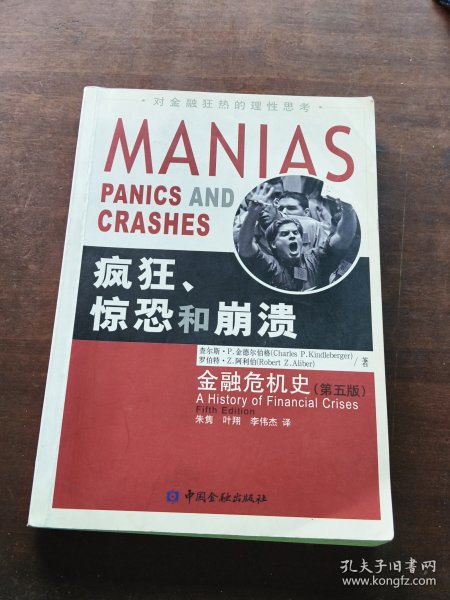 ·对金融狂热的理性思考·
MANIAS
PANICS AND
CRASHES
疯狂、
惊恐和崩溃
查尔斯·P.金德尔伯格(Charles P.Kindleberger)
罗伯特·Z.阿利伯(Robert Z.Aliber)
/著
金融危机史(第五版)
A History of Financial Crises
Fifth Edition
朱隽 叶翔 李伟杰 译
中国金融出版社
孔夫子旧书网
www.kongfz.com